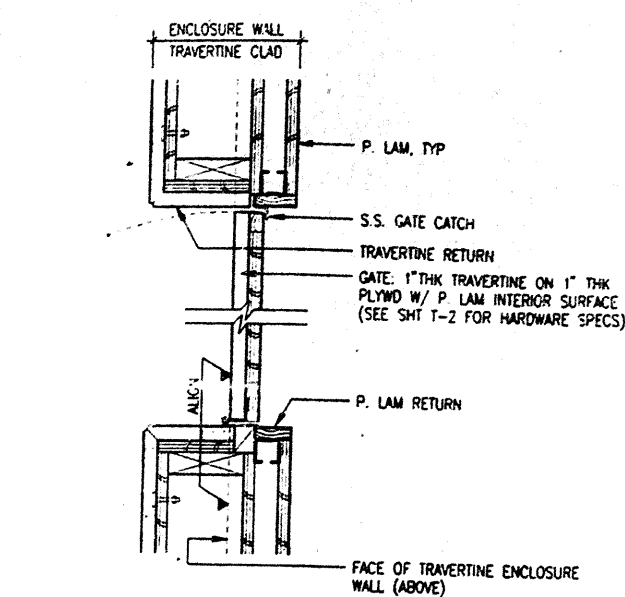 ENCLOSURE WALL
TRAVERTINE CLAD
P. LAM, TYP
S.S. GATE CATCH
TRAVERTINE RETURN
GATE: 1" THK TRAVERTINE ON 1" THK
PLYWD W/ P. LAM INTERIOR SURFACE
(SEE SHT T-2 FOR HARDWARE SPECS)
ALIGN
P. LAM RETURN
FACE OF TRAVERTINE ENCLOSURE
WALL (ABOVE)